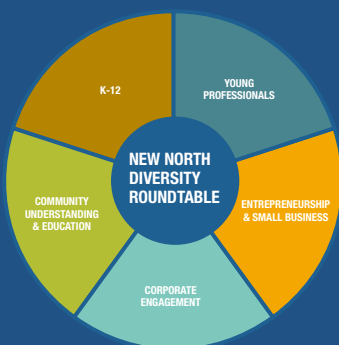 K-12
YOUNG
PROFESSIONALS
NEW NORTH
DIVERSITY
ROUNDTABLE
COMMUNITY
UNDERSTANDING
& EDUCATION
ENTREPRENEURSHIP
& SMALL BUSINESS
CORPORATE
ENGAGEMENT